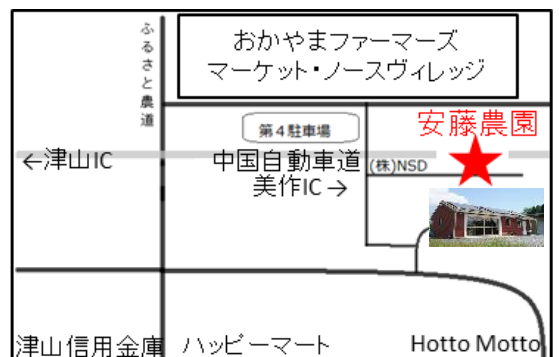 ふるさと農道
おかやまファーマーズ
マーケット・ノースヴィレッジ
第4駐車場
安藤農園
←津山IC
中国自動車道
美作IC→
(株)NSD
津山信用金庫
ハッピーマート
Hotto Motto